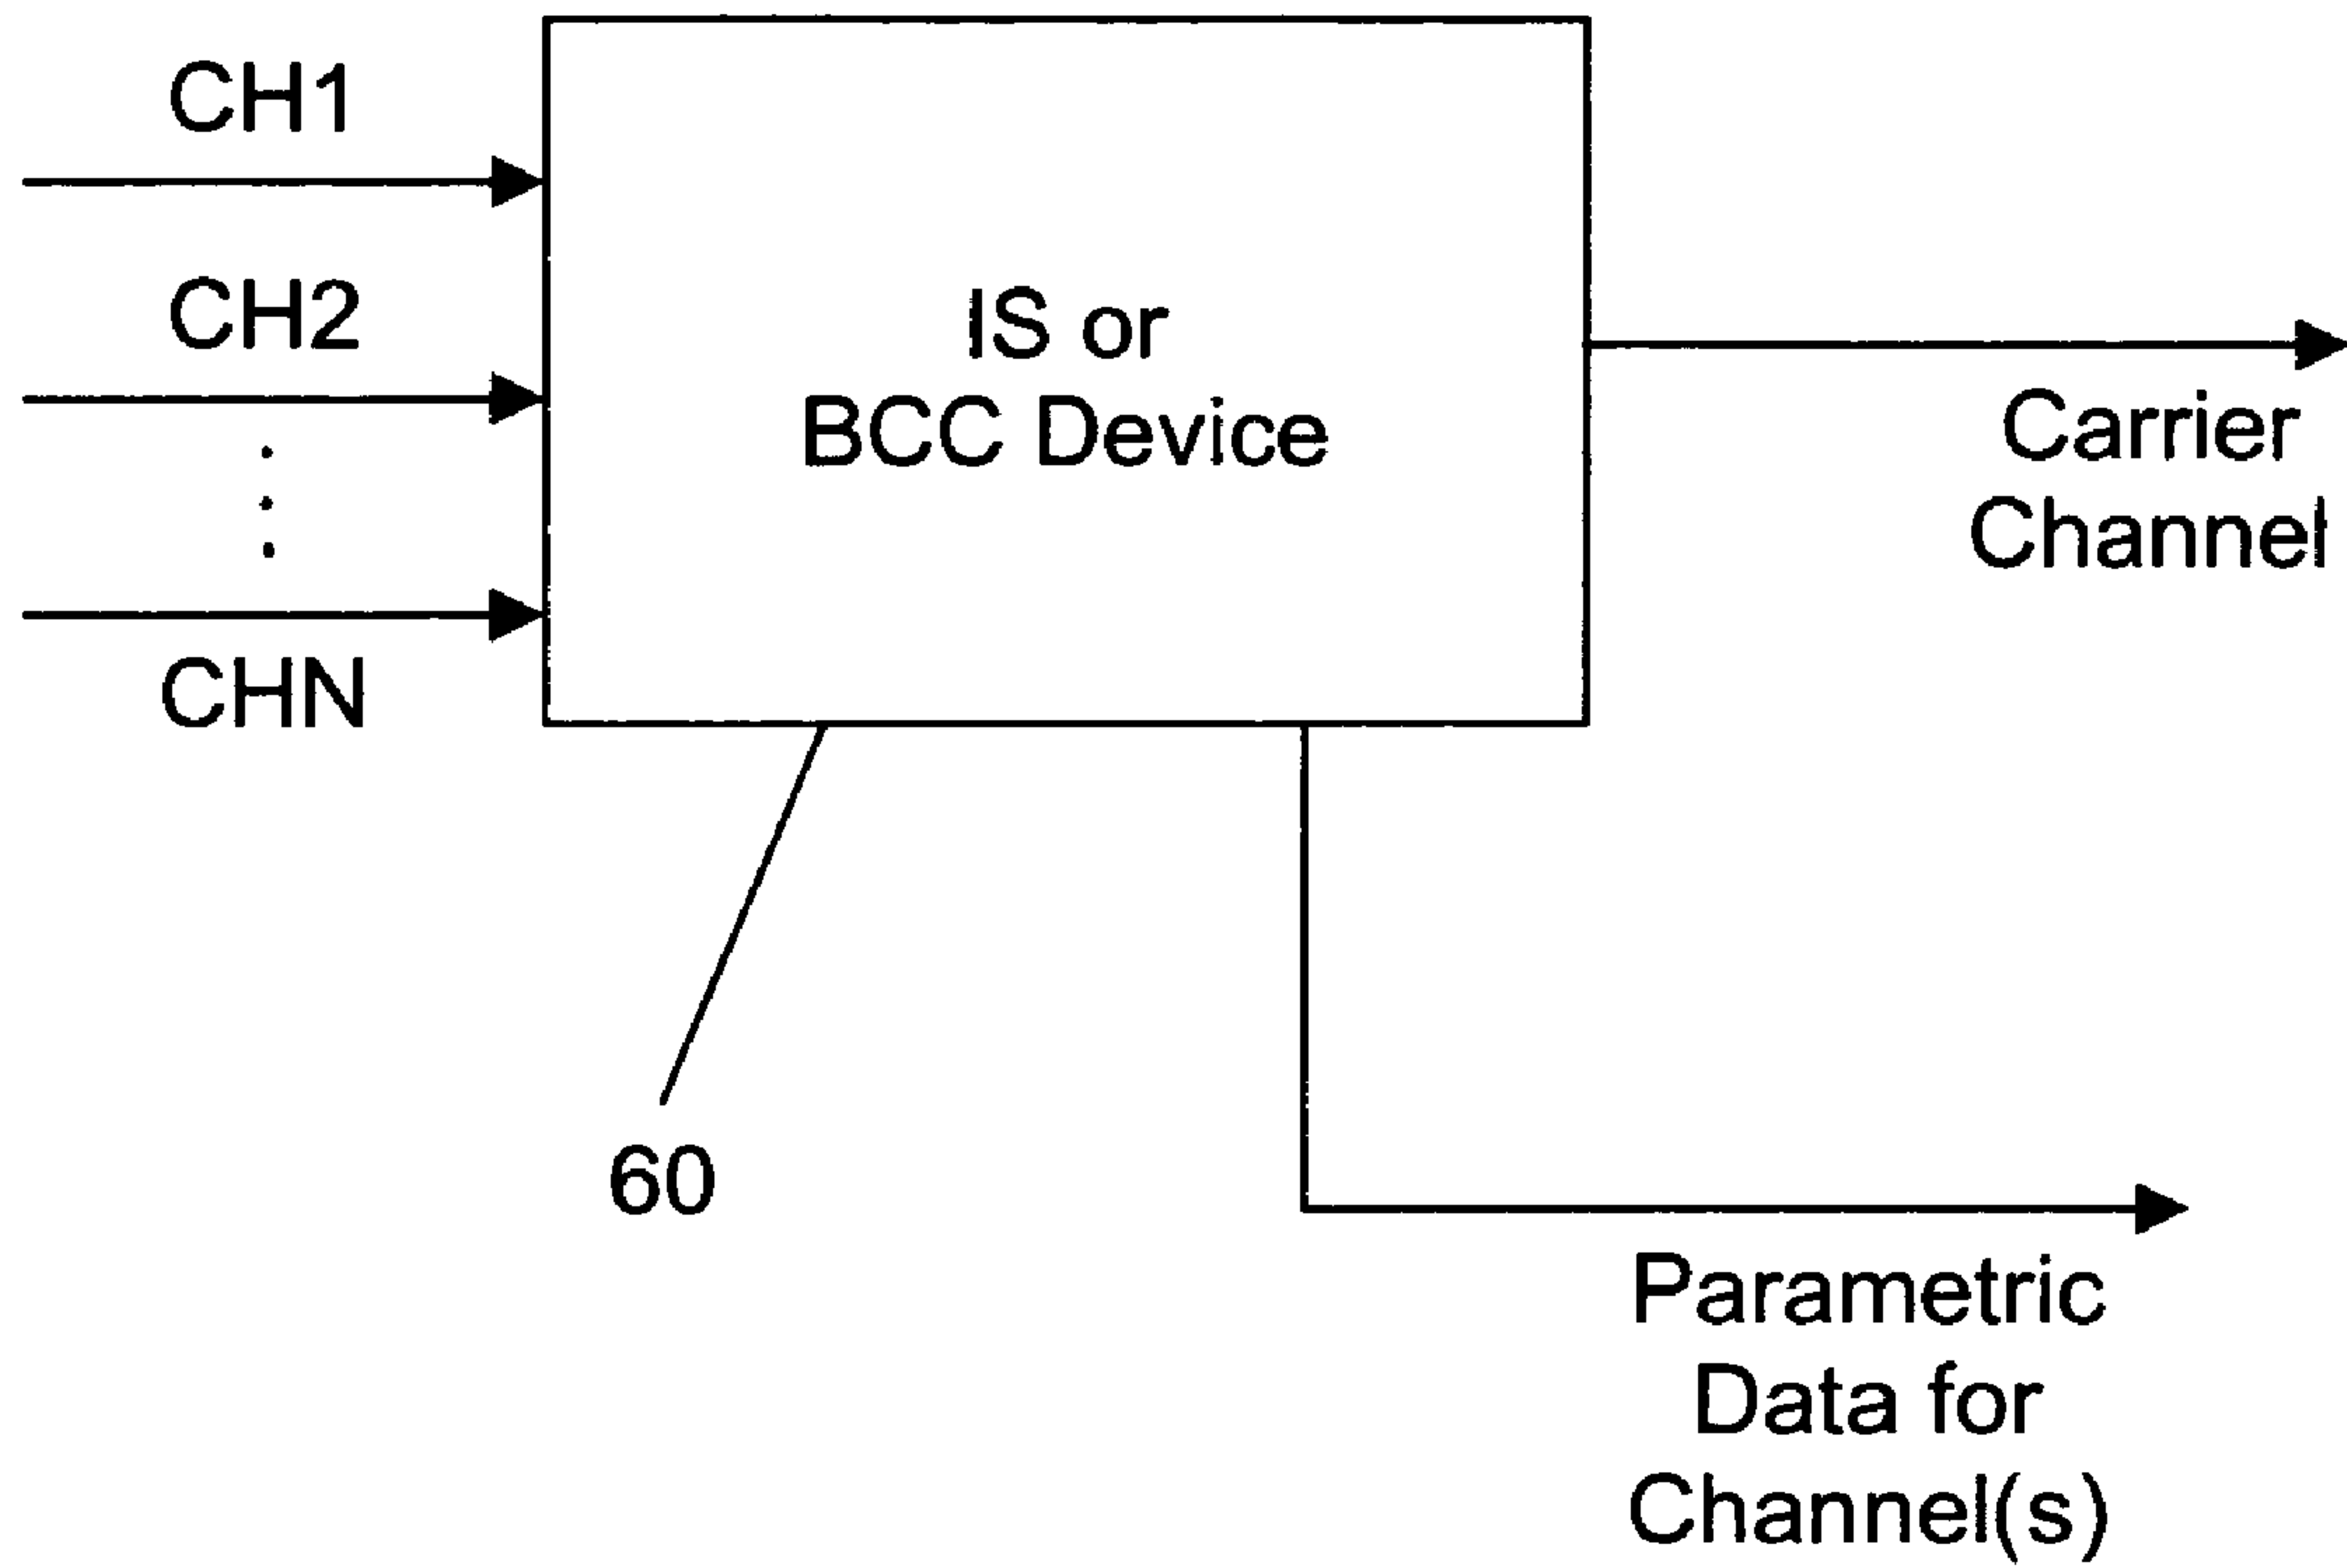 CH1
CH2
CHN
IS or
BCC Device
Carrier
Channel
60
Parametric
Data for
Channel(s)